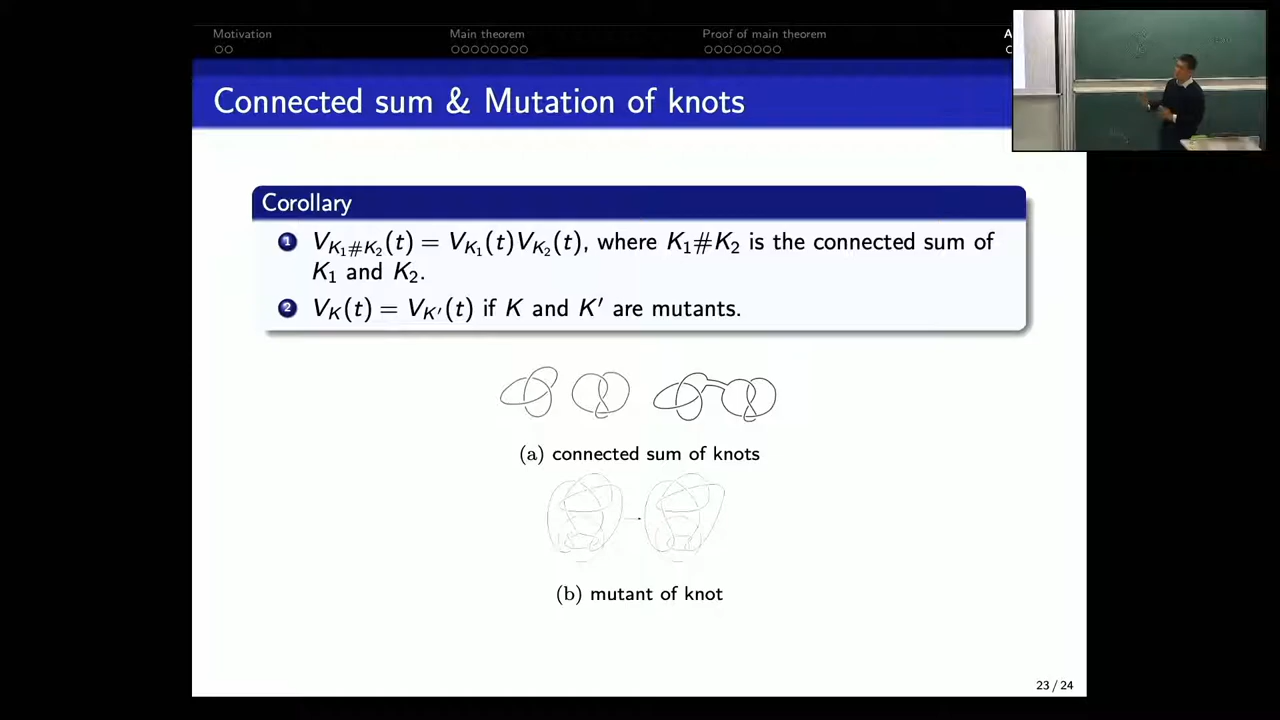 Motivation
Main theorem
Proof of main theorem
Connected sum & Mutation of knots
Corollary
1 V_{K_1#K_2}(t) = V_{K_1}(t)V_{K_2}(t), where K_1#K_2 is the connected sum of
K_1 and K_2.
2 V_K(t) = V_{K'}(t) if K and K' are mutants.
(a) connected sum of knots
(b) mutant of knot
23 / 24